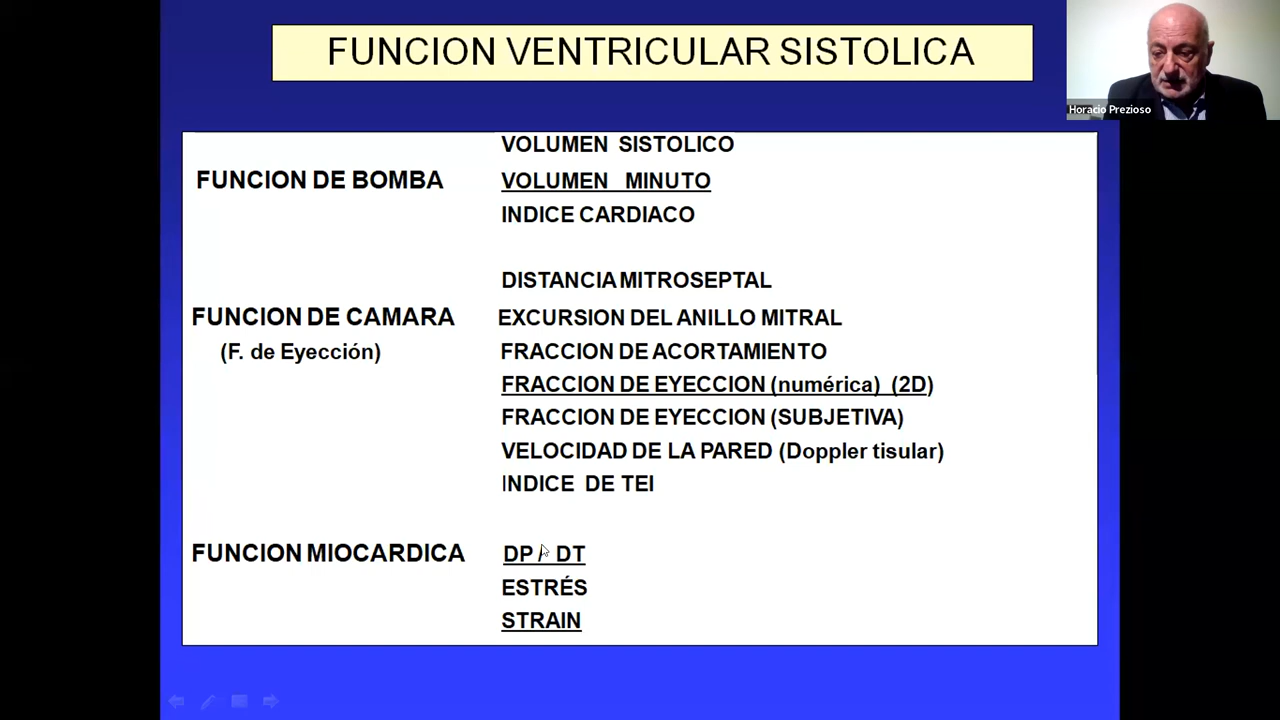 FUNCION VENTRICULAR SISTOLICA
Horacio Prezioso
VOLUMEN SISTOLICO
FUNCION DE BOMBA VOLUMEN MINUTO
INDICE CARDIACO
DISTANCIA MITROSEPTAL
FUNCION DE CAMARA EXCURSION DEL ANILLO MITRAL
(F. de Eyección) FRACCION DE ACORTAMIENTO
FRACCION DE EYECCION (numérica) (2D)
FRACCION DE EYECCION (SUBJETIVA)
VELOCIDAD DE LA PARED (Doppler tisular)
INDICE DE TEI
FUNCION MIOCARDICA DP / DT
ESTRÉS
STRAIN